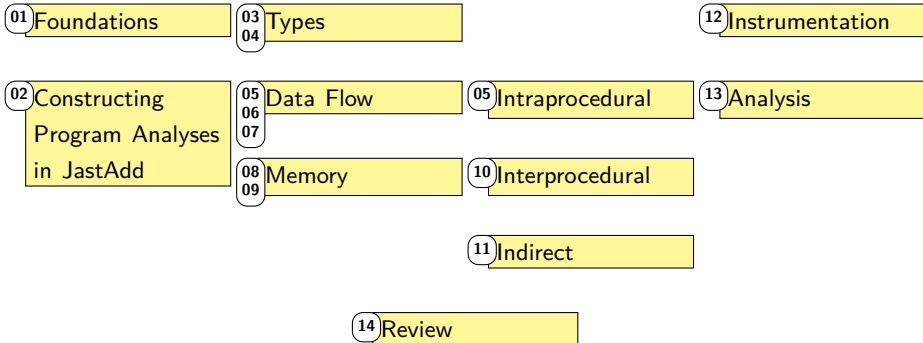 01 Foundations
03 Types
04
12 Instrumentation
02 Constructing
Program Analyses
in JastAdd
05 Data Flow
06
07
05 Intraprocedural
13 Analysis
08 Memory
09
10 Interprocedural
11 Indirect
14 Review